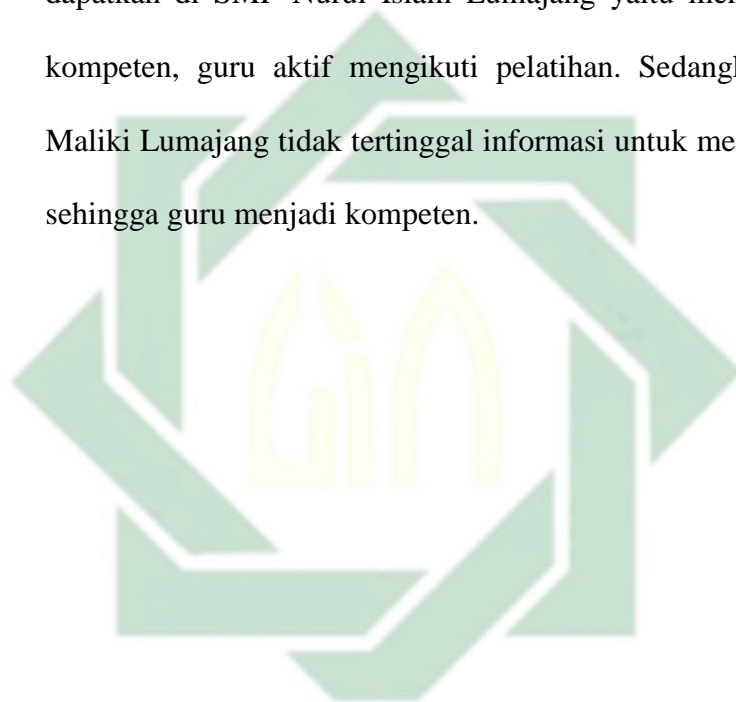 dapatkan di SMP Nurul Islam Lumajang yaitu
kompeten, guru aktif mengikuti pelatihan.
Maliki Lumajang tidak tertinggal informasi untuk
sehingga guru menjadi kompeten.